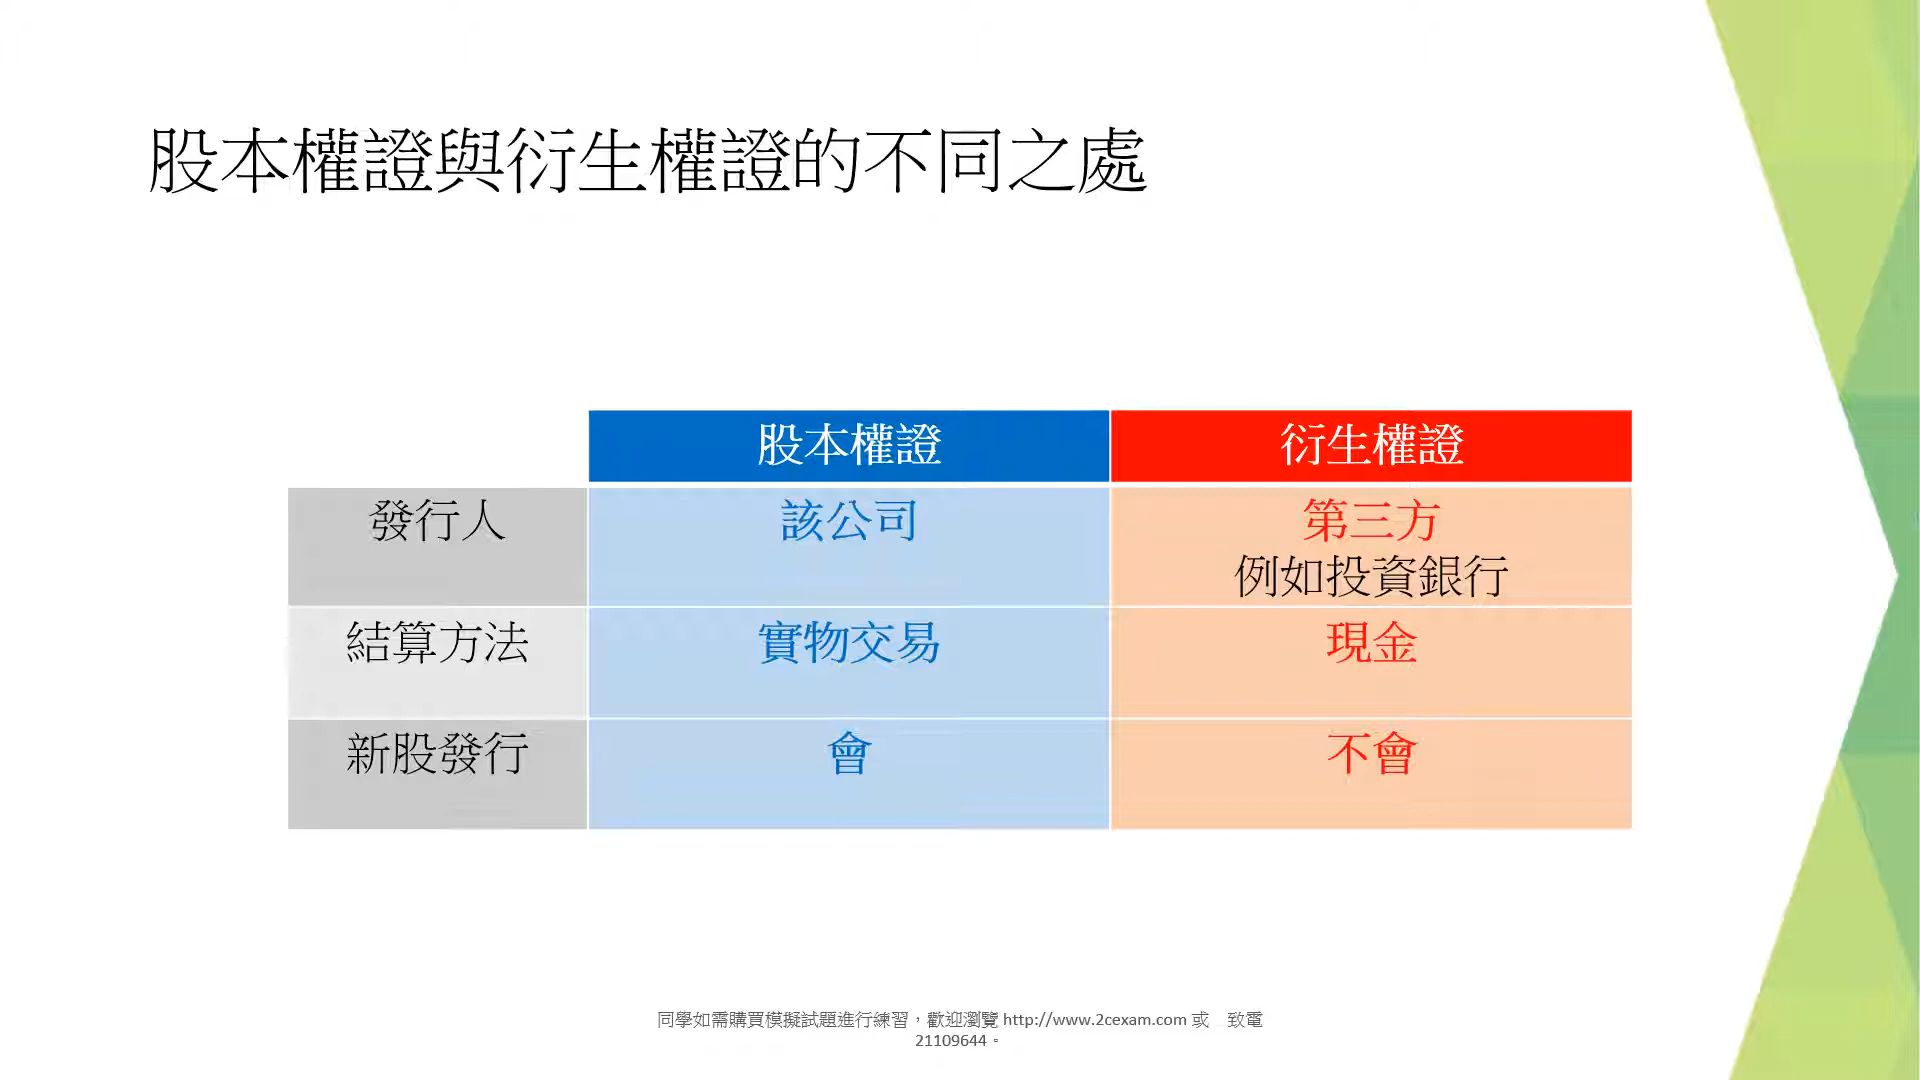 股本權證與衍生權證的不同之處
股本權證
衍生權證
發行人
該公司
第三方
例如投資銀行
結算方法
實物交易
現金
新股發行
會
不會
同學如需購買模擬試題進行練習，歡迎瀏覽 http://www.2cexam.com 或　致電
21109644。